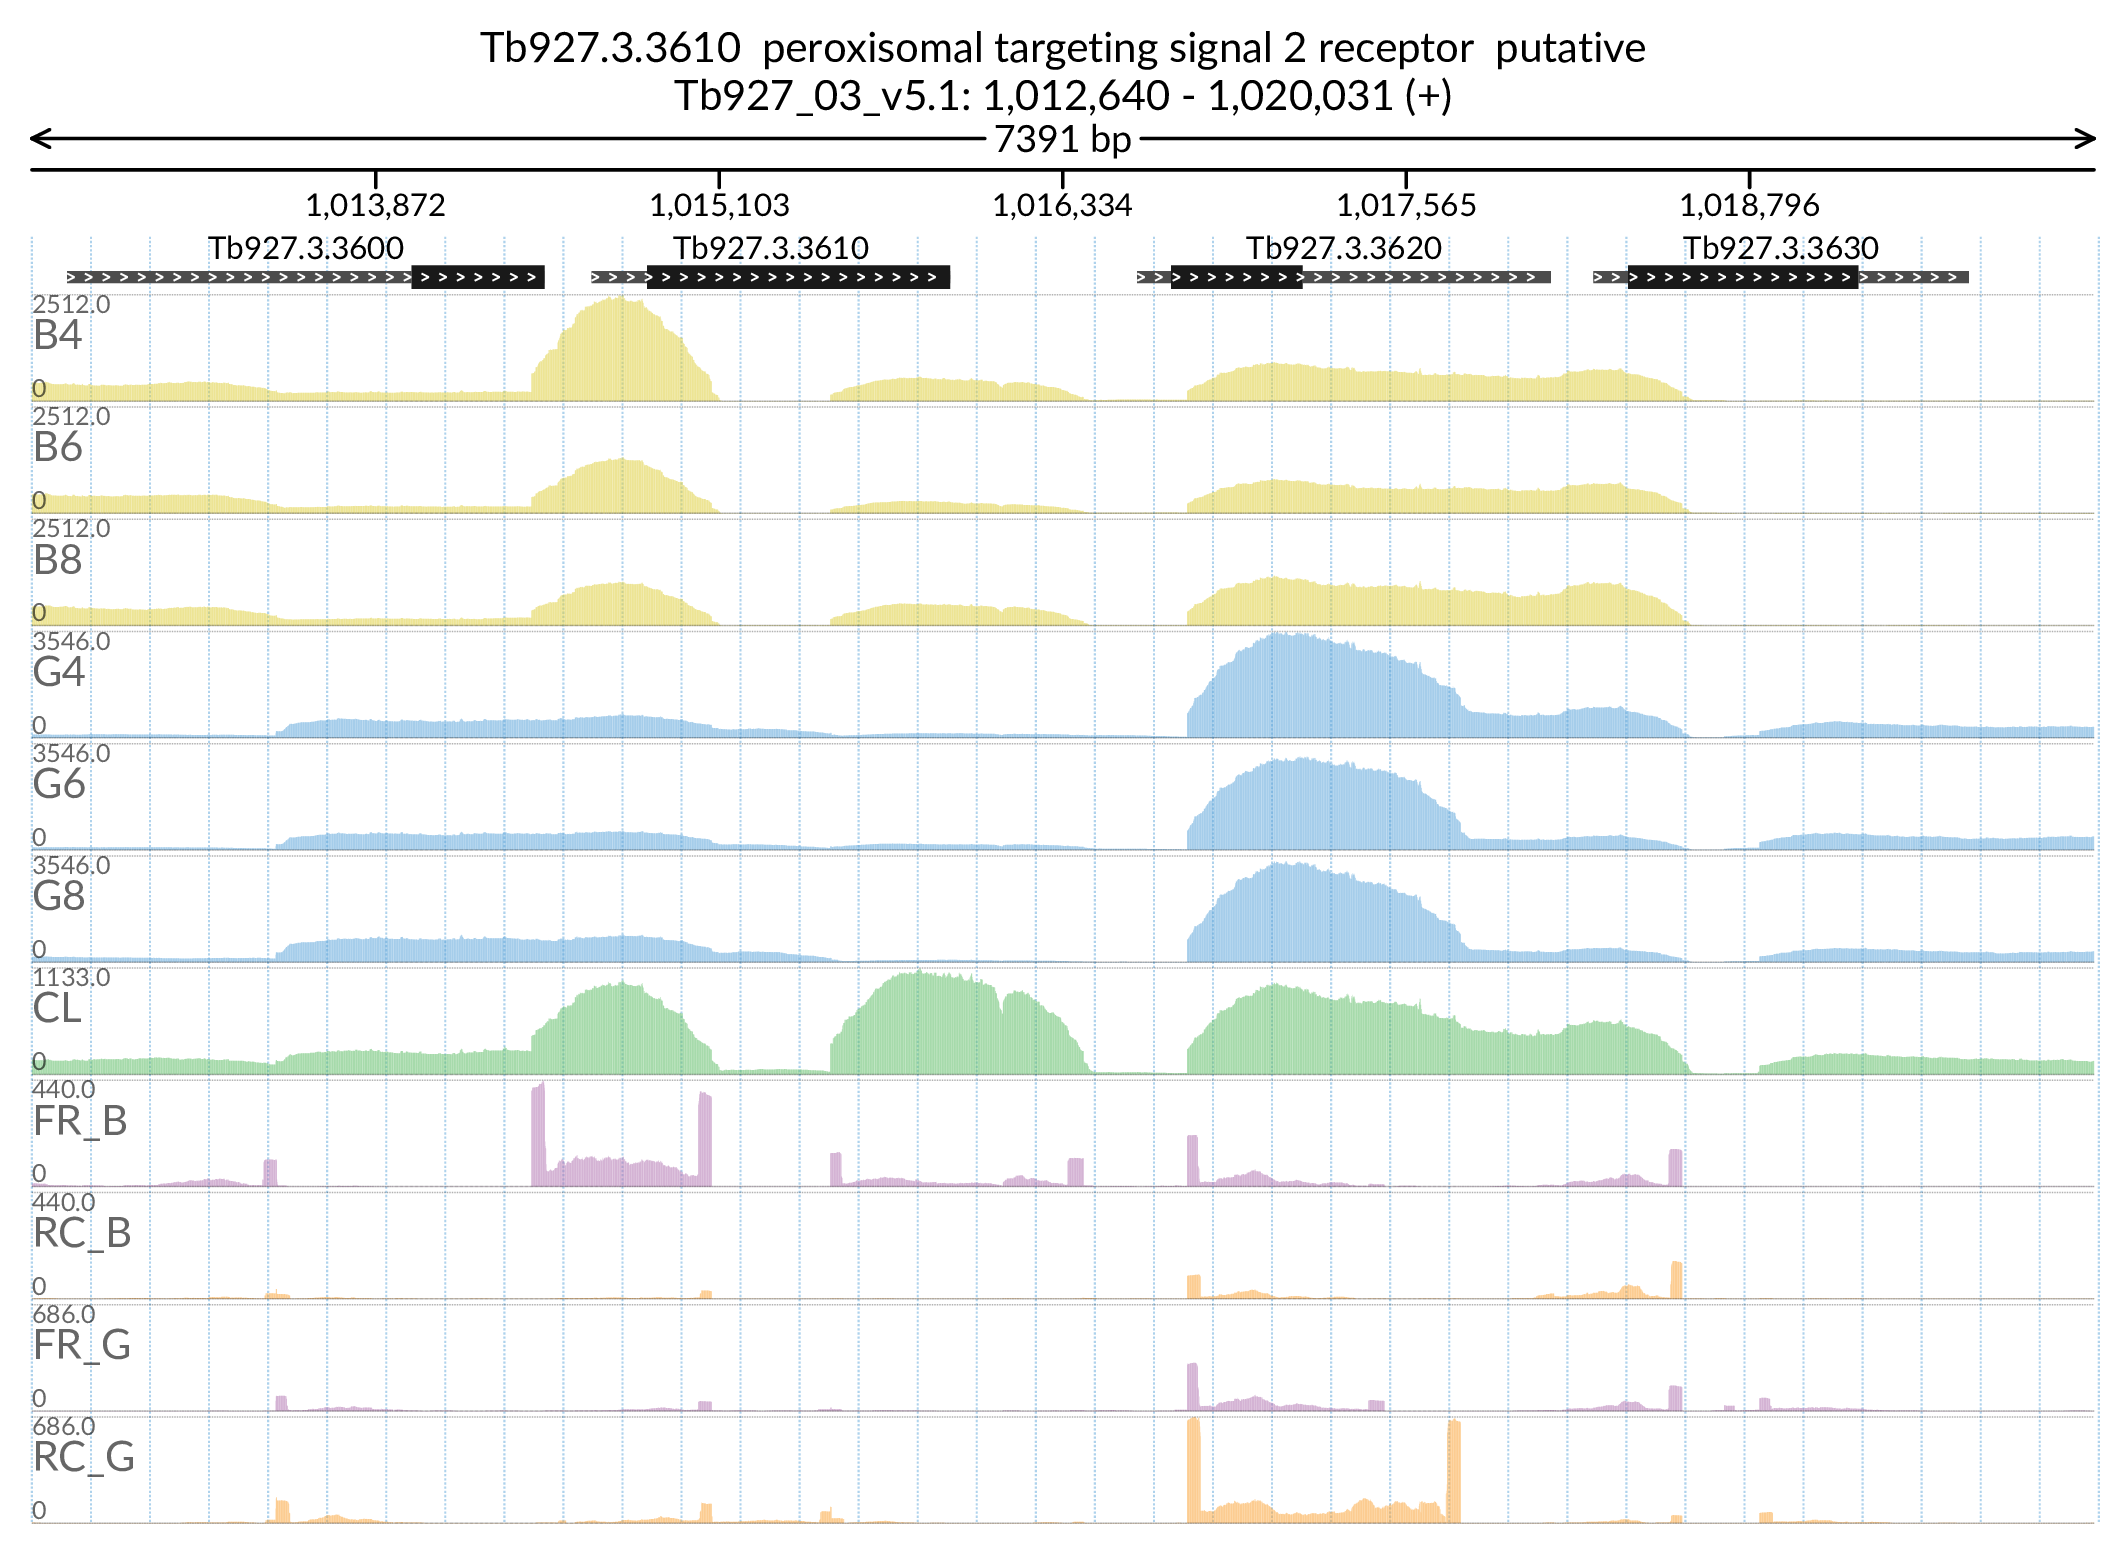 Tb927.3.3610  peroxisomal targeting signal 2 receptor  putative
Tb927_03_v5.1: 1,012,640 - 1,020,031 (+)
7391 bp
1,013,872 1,015,103 1,016,334 1,017,565 1,018,796
Tb927.3.3600 Tb927.3.3610 Tb927.3.3620 Tb927.3.3630
2512.0
B4
0
2512.0
B6
0
2512.0
B8
0
3546.0
G4
0
3546.0
G6
0
3546.0
G8
0
1133.0
CL
0
440.0
FR_B
0
440.0
RC_B
0
686.0
FR_G
0
686.0
RC_G
0